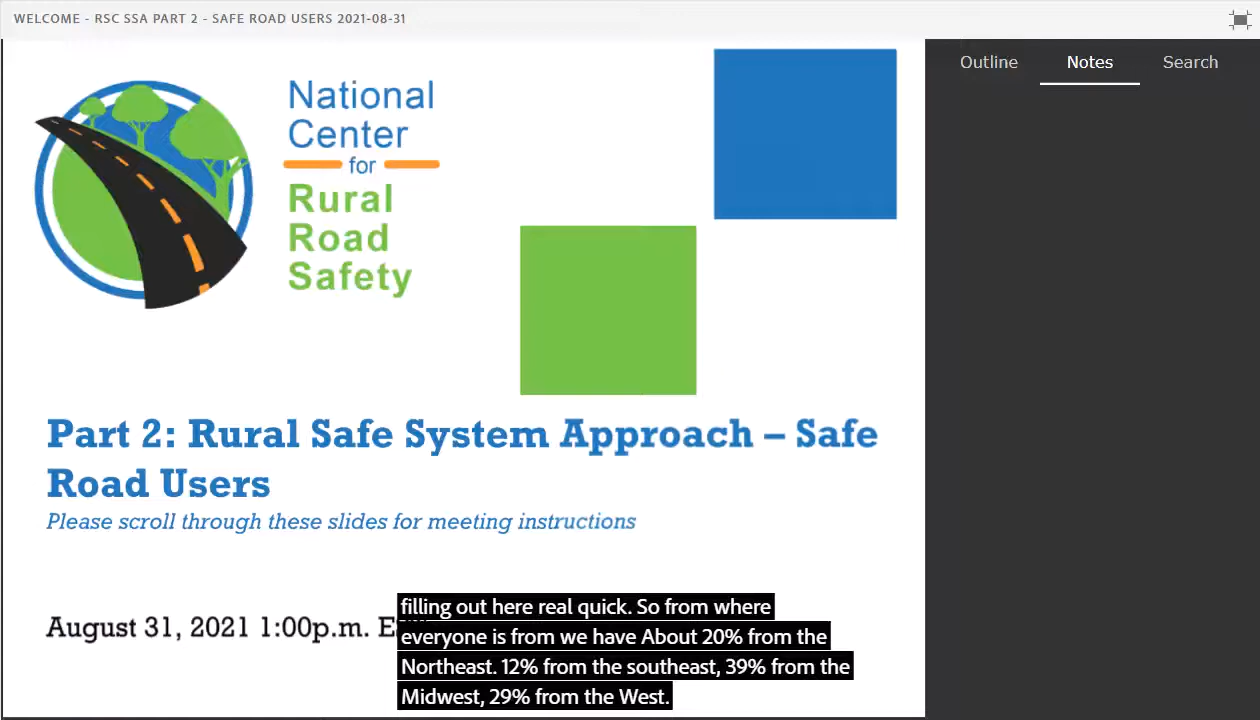 WELCOME - RSC SSA PART 2 - SAFE ROAD USERS 2021-08-31
Outline
Notes
Search
National
Center
for
Rural
Road
Safety
Part 2: Rural Safe System Approach – Safe
Road Users
Please scroll through these slides for meeting instructions
August 31, 2021 1:00p.m.
filling out here real quick. So from where
everyone is from we have About 20% from the
Northeast. 12% from the southeast, 39% from the
Midwest, 29% from the West.